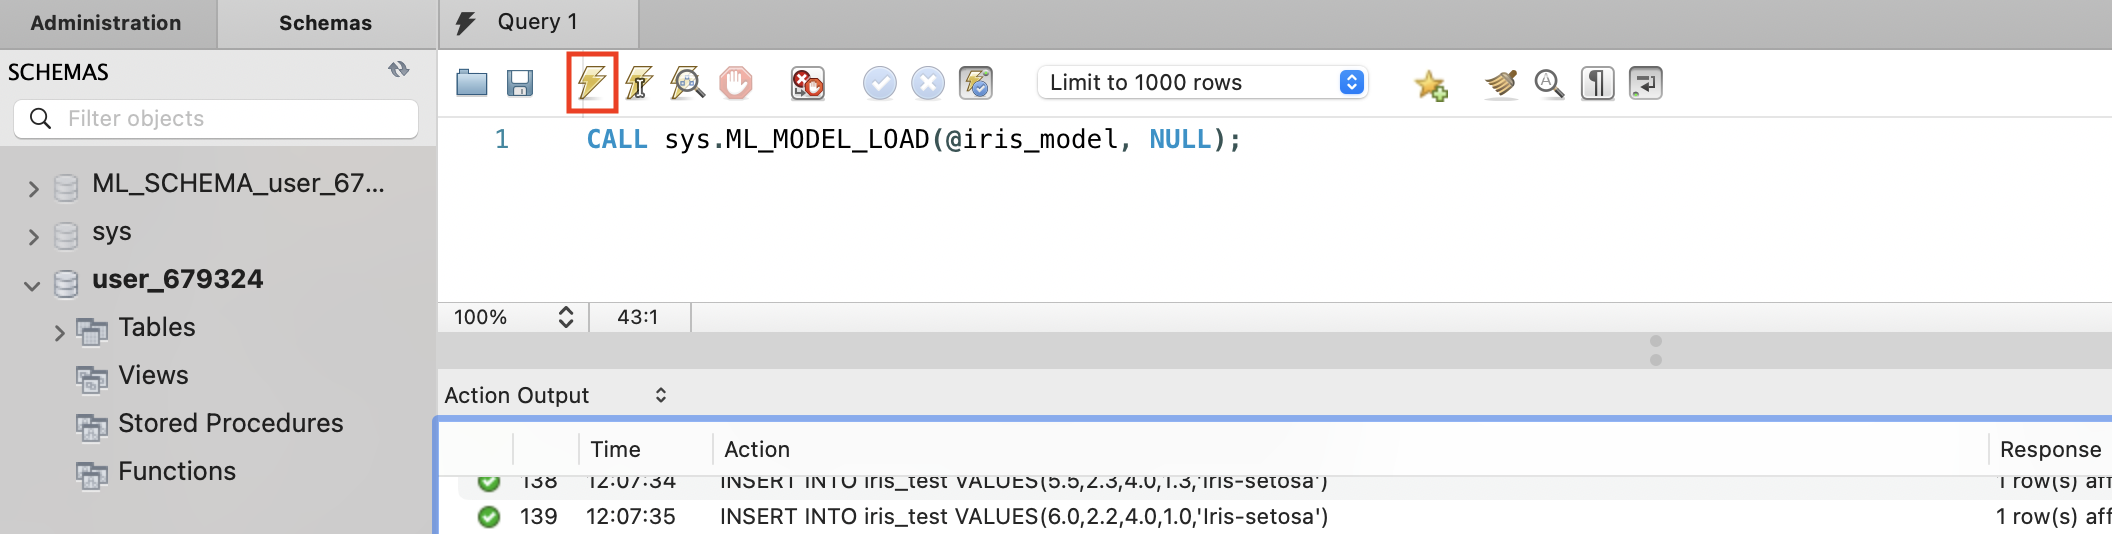 Administration
Schemas
Query 1
SCHEMAS
Filter objects
Limit to 1000 rows
1 CALL sys.ML_MODEL_LOAD(@iris_model, NULL);
ML_SCHEMA_user_67...
sys
user_679324
Tables
Views
Stored Procedures
Functions
100%
43:1
Action Output
Time Action Response
138 12:07:34 INSERT INTO iris_test VALUES(5.5,2.3,4.0,1.3,'Iris-setosa') 1 row(s) aff
139 12:07:35 INSERT INTO iris_test VALUES(6.0,2.2,4.0,1.0,'Iris-setosa') 1 row(s) aff